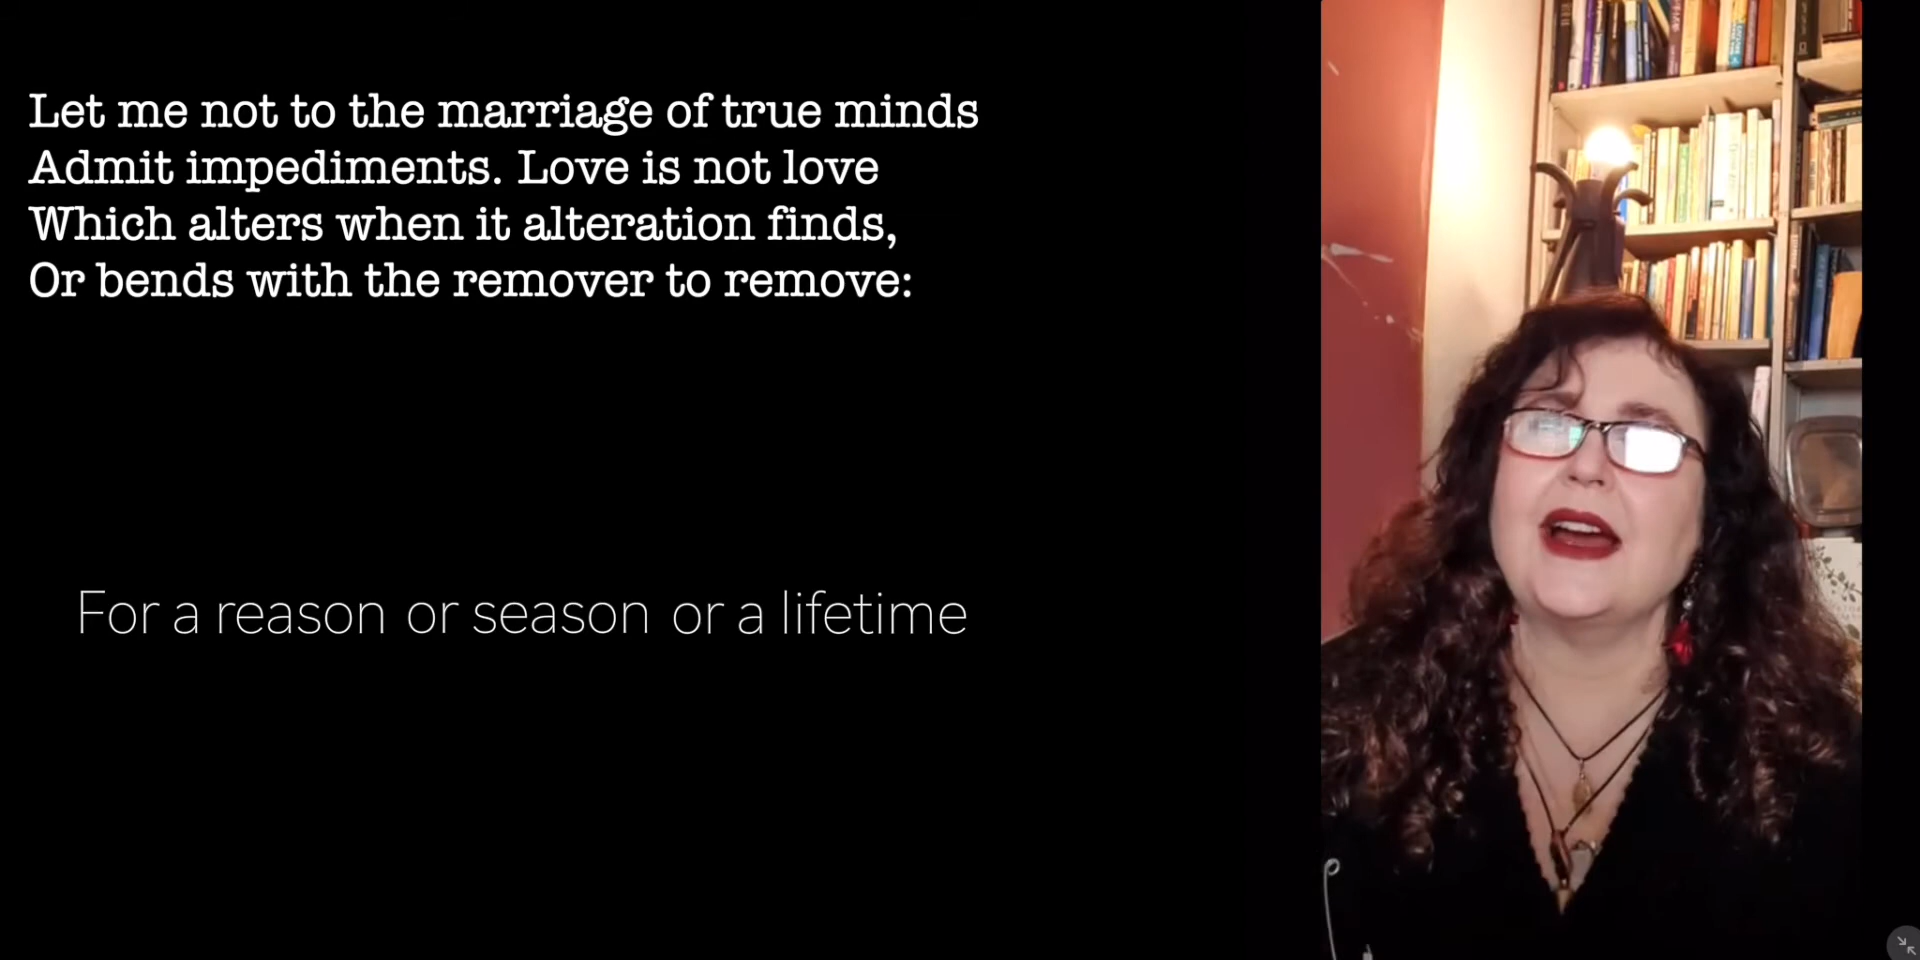 Let me not to the marriage of true minds
Admit impediments. Love is not love
Which alters when it alteration finds,
Or bends with the remover to remove:
For a reason or season or a lifetime